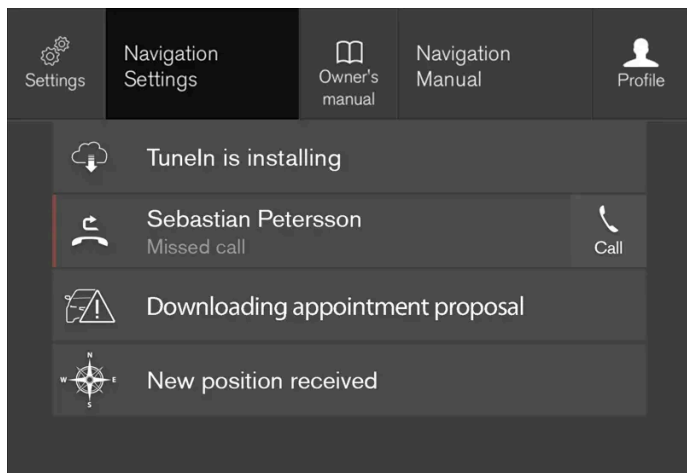 Settings
Navigation
Settings
Owner's
manual
Navigation
Manual
Profile
TuneIn is installing
Sebastian Petersson
Missed call
Call
Downloading appointment proposal
N
W
E
S
New position received